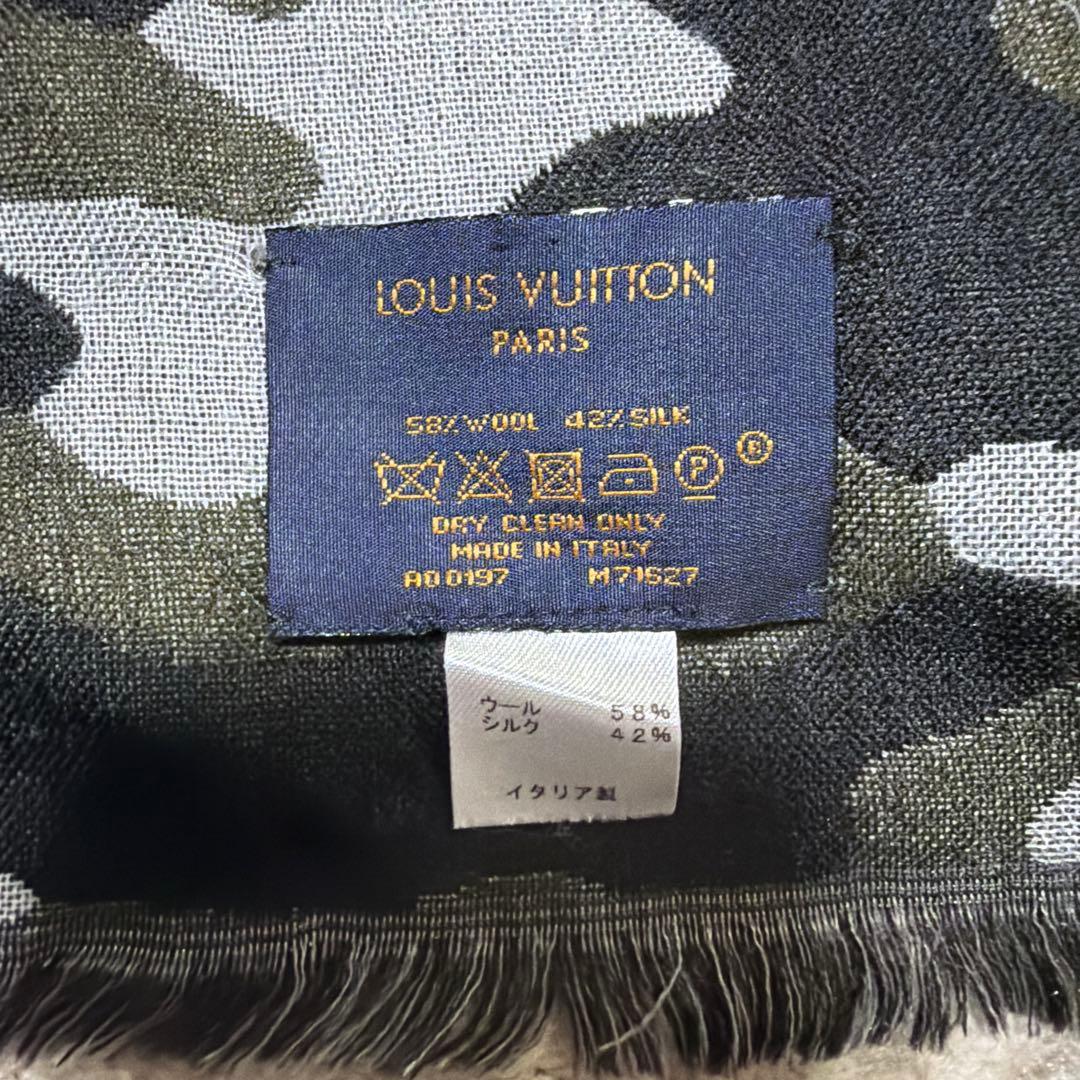 LOUIS VUITTON
PARIS
58% WOOL 42% SILK
P ®
DRY CLEAN ONLY
MADE IN ITALY
AO0197 M71627
ウール 58%
シルク 42%
イタリア製